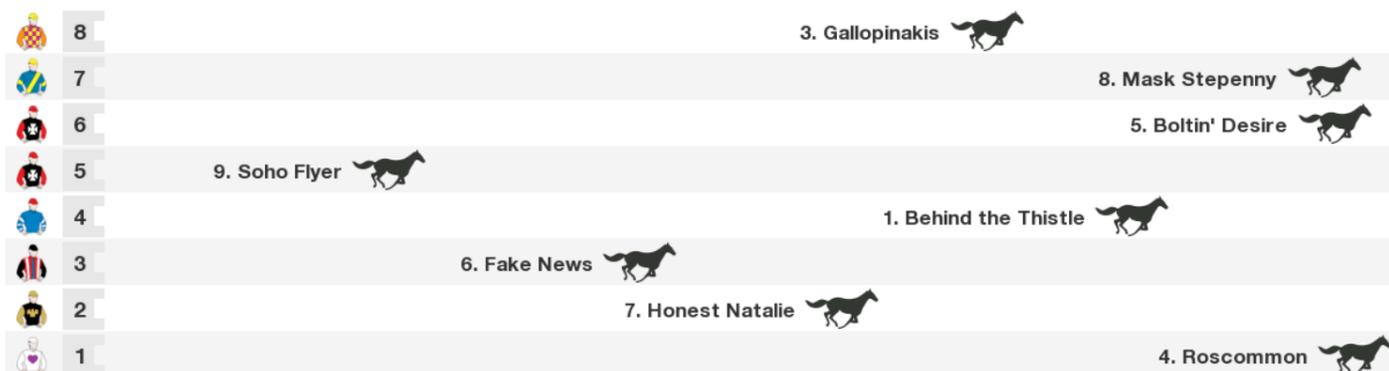 8 3. Gallopinakis
7 8. Mask Stepenny
6 5. Boltin' Desire
5 9. Soho Flyer
4 1. Behind the Thistle
3 6. Fake News
2 7. Honest Natalie
1 4. Roscommon